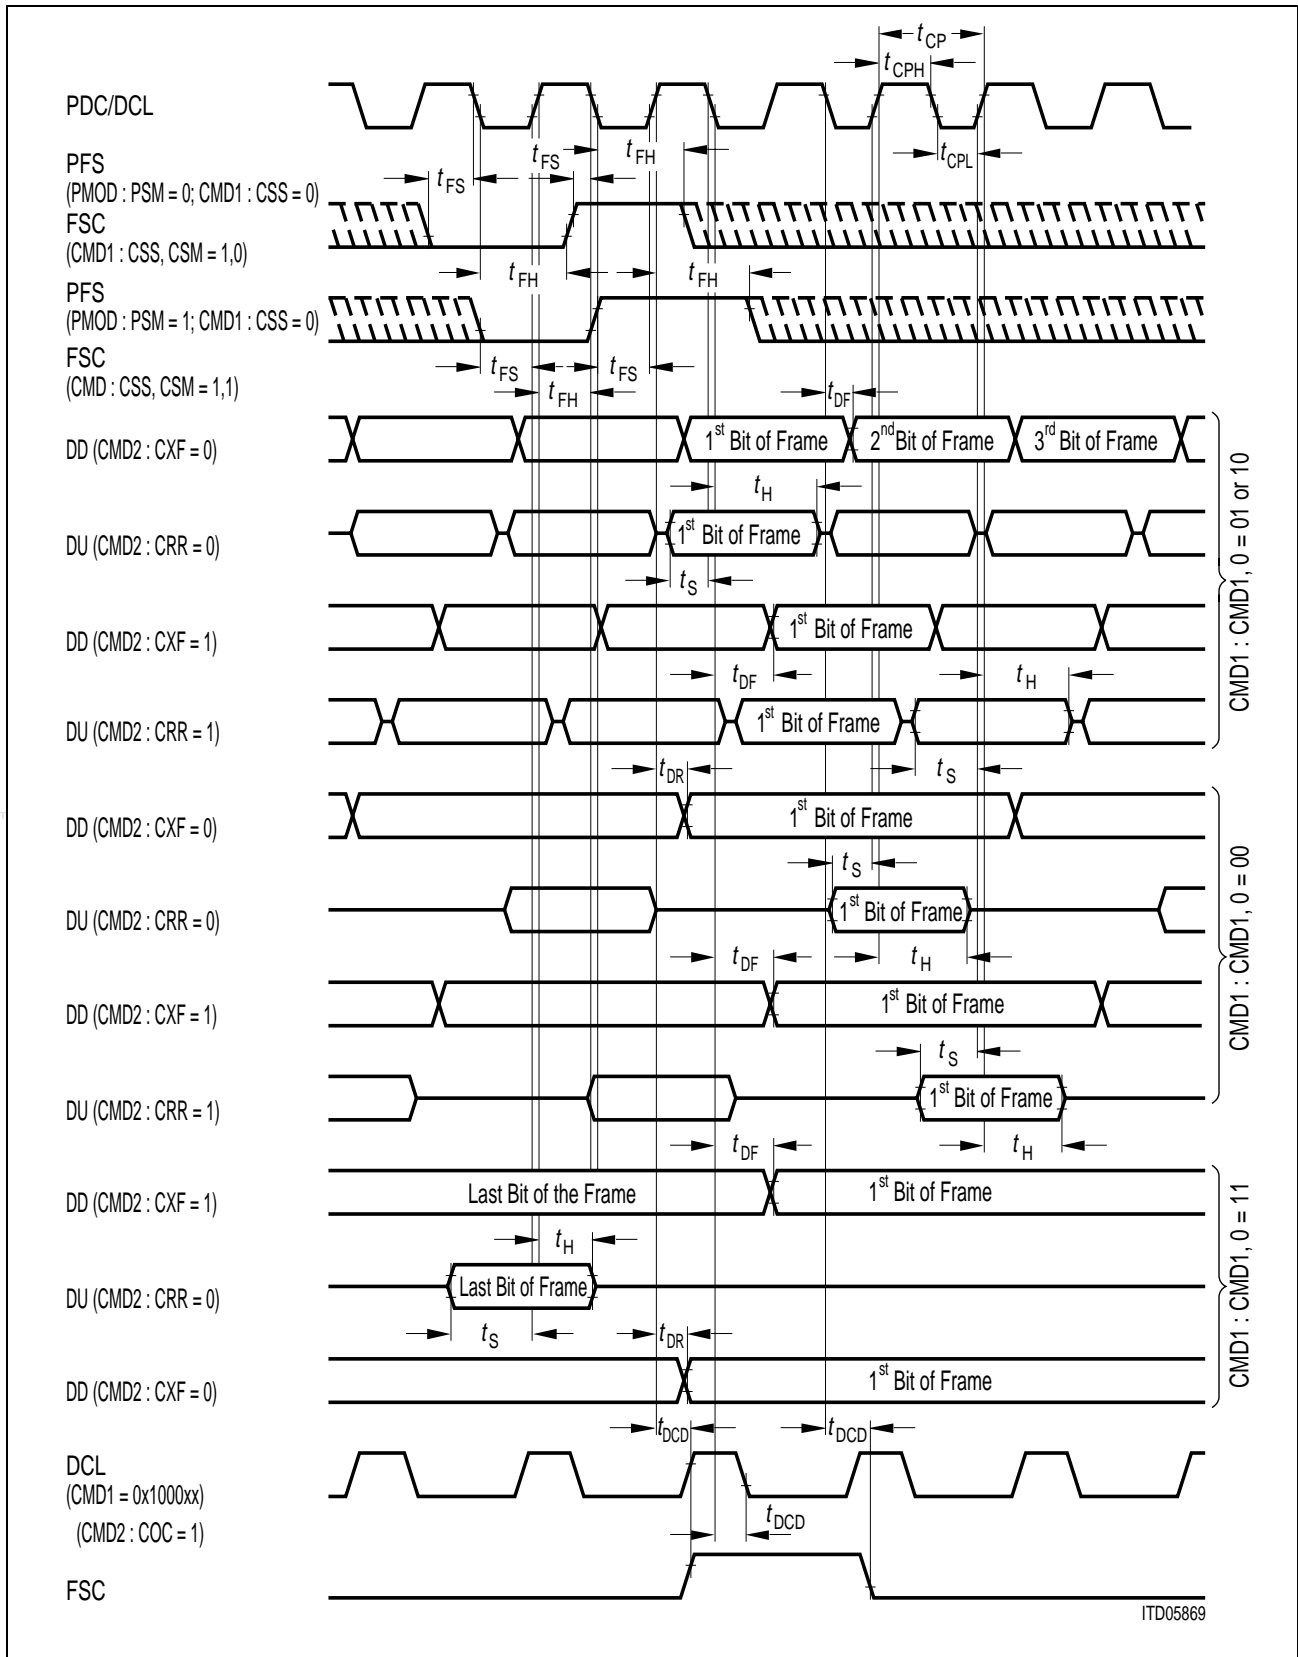 tCP
tCPH
PDC/DCL
tFS
tFH
tCPL
PFS
tFS
(PMOD : PSM = 0; CMD1 : CSS = 0)
FSC
(CMD1 : CSS, CSM = 1,0)
tFH
tFH
PFS
(PMOD : PSM = 1; CMD1 : CSS = 0)
FSC
tFS
tFS
(CMD : CSS, CSM = 1,1)
tFH
tDF
DD (CMD2 : CXF = 0)
1st Bit of Frame
2nd Bit of Frame
3rd Bit of Frame
tH
DU (CMD2 : CRR = 0)
1st Bit of Frame
tS
DD (CMD2 : CXF = 1)
1st Bit of Frame
tDF
tH
DU (CMD2 : CRR = 1)
1st Bit of Frame
tDR
tS
CMD1 : CMD1, 0 = 01 or 10
DD (CMD2 : CXF = 0)
1st Bit of Frame
tS
DU (CMD2 : CRR = 0)
1st Bit of Frame
tDF
tH
DD (CMD2 : CXF = 1)
1st Bit of Frame
tS
DU (CMD2 : CRR = 1)
1st Bit of Frame
tDF
tH
CMD1 : CMD1, 0 = 00
DD (CMD2 : CXF = 1)
Last Bit of the Frame
1st Bit of Frame
tH
DU (CMD2 : CRR = 0)
Last Bit of Frame
tS
tDR
DD (CMD2 : CXF = 0)
1st Bit of Frame
CMD1 : CMD1, 0 = 11
tDCD
tDCD
DCL
(CMD1 = 0x1000xx)
(CMD2 : COC = 1)
tDCD
FSC
ITD05869